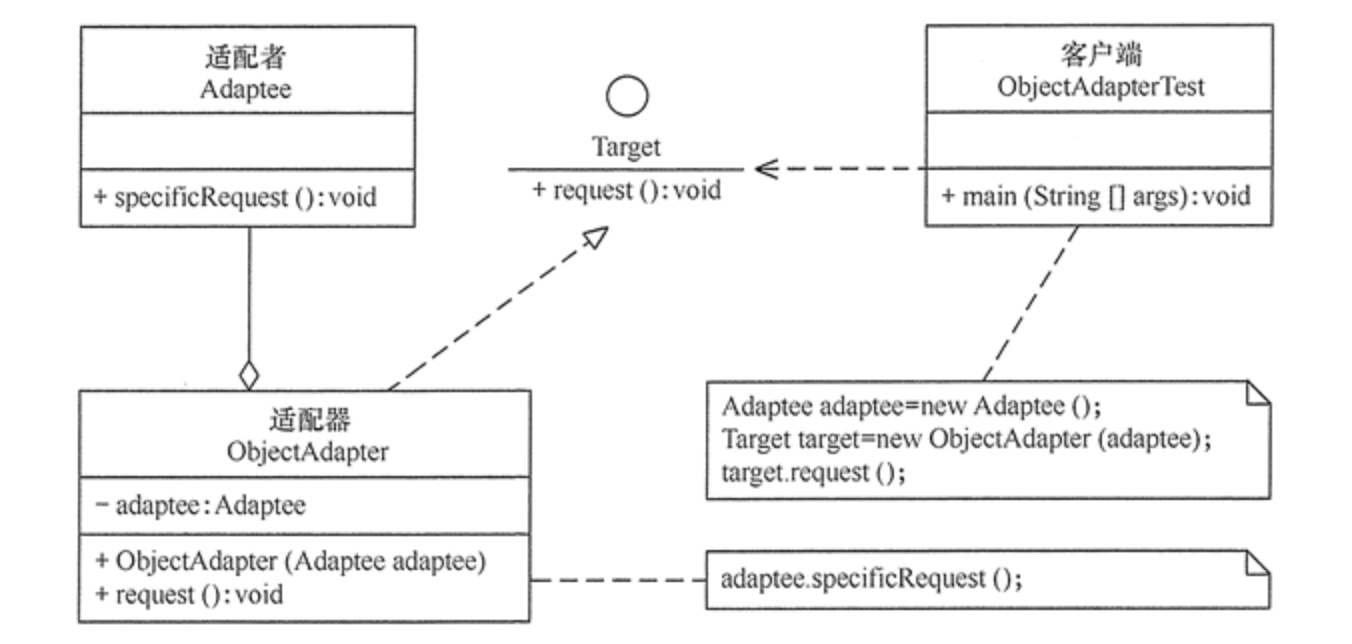 适配者
Adaptee
+ specificRequest ():void
Target
+ request ():void
客户端
ObjectAdapterTest
+ main (String [] args):void
适配器
ObjectAdapter
- adaptee:Adaptee
+ ObjectAdapter (Adaptee adaptee)
+ request ():void
Adaptee adaptee=new Adaptee ();
Target target=new ObjectAdapter (adaptee);
target.request ();
adaptee.specificRequest ();